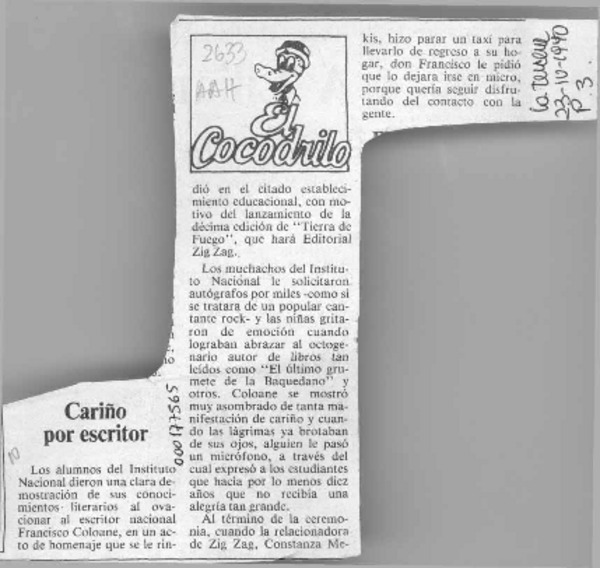 2633
AAH
El
Cocodrilo
la Tercera
23-IV-1990
p. 3.
000177565
Cariño
por escritor
Los alumnos del Instituto
Nacional dieron una clara de-
mostración de sus conoci-
mientos literarios al ova-
cionar al escritor nacional
Francisco Coloane, en un ac-
to de homenaje que se le rin-
dió en el citado estableci-
miento educacional, con mo-
tivo del lanzamiento de la
décima edición de "Tierra de
Fuego", que hará Editorial
Zig Zag.
Los muchachos del Institu-
to Nacional le solicitaron
autógrafos por miles -como si
se tratara de un popular can-
tante rock- y las niñas grita-
ron de emoción cuando
lograban abrazar al octoge-
nario autor de libros tan
leídos como "El último gru-
mete de la Baquedano" y
otros. Coloane se mostró
muy asombrado de tanta ma-
nifestación de cariño y cuan-
do las lágrimas ya brotaban
de sus ojos, alguien le pasó
un micrófono, a través del
cual expresó a los estudiantes
que hacía por lo menos diez
años que no recibía una
alegría tan grande.
Al término de la ceremo-
nia, cuando la relacionadora
de Zig Zag, Constanza Me-
kis, hizo parar un taxi para
llevarlo de regreso a su ho-
gar, don Francisco le pidió
que lo dejara irse en micro,
porque quería seguir disfru-
tando del contacto con la
gente.